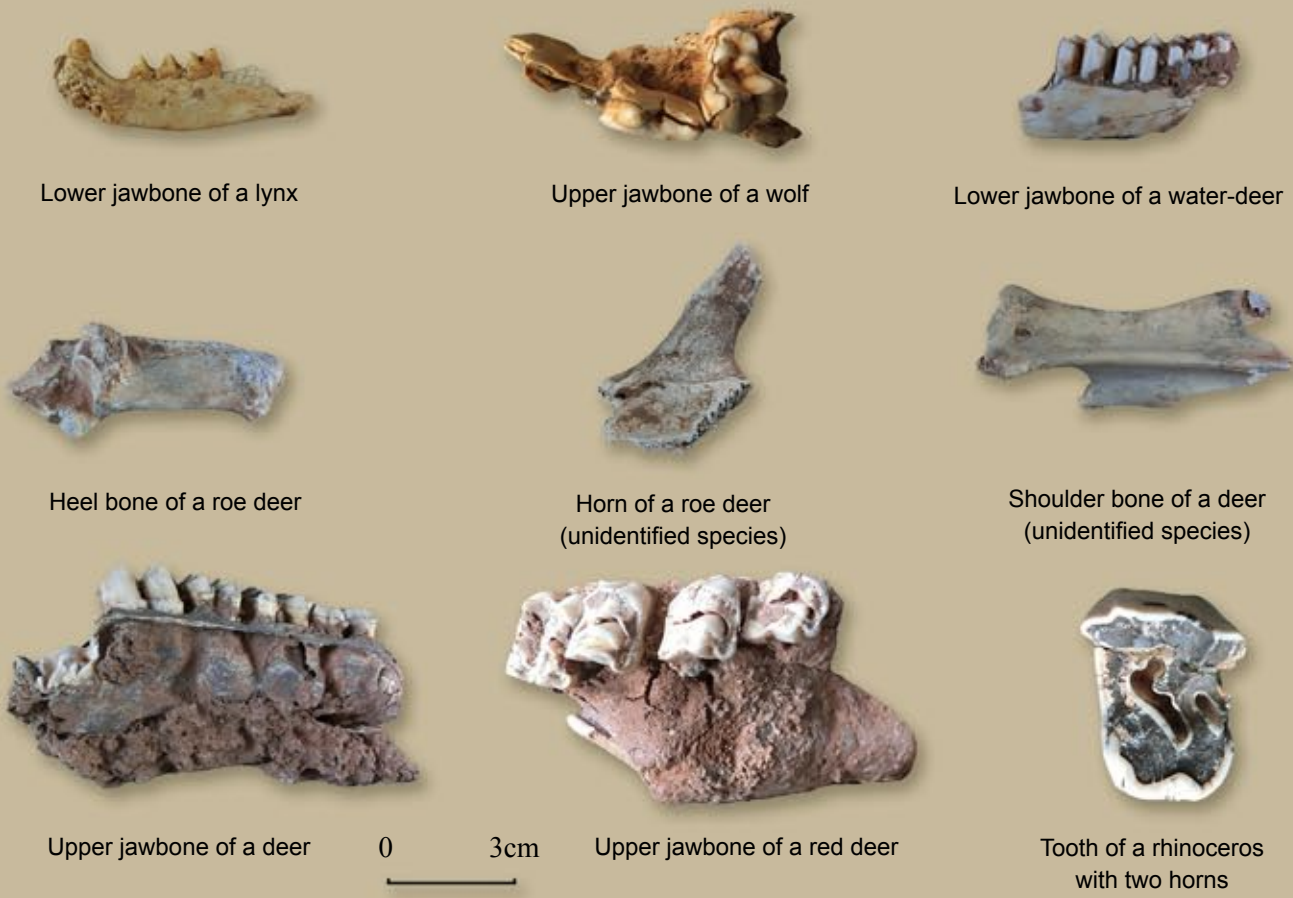 Lower jawbone of a lynx
Upper jawbone of a wolf
Lower jawbone of a water-deer
Heel bone of a roe deer
Horn of a roe deer
(unidentified species)
Shoulder bone of a deer
(unidentified species)
Upper jawbone of a deer
0 3cm
Upper jawbone of a red deer
Tooth of a rhinoceros
with two horns